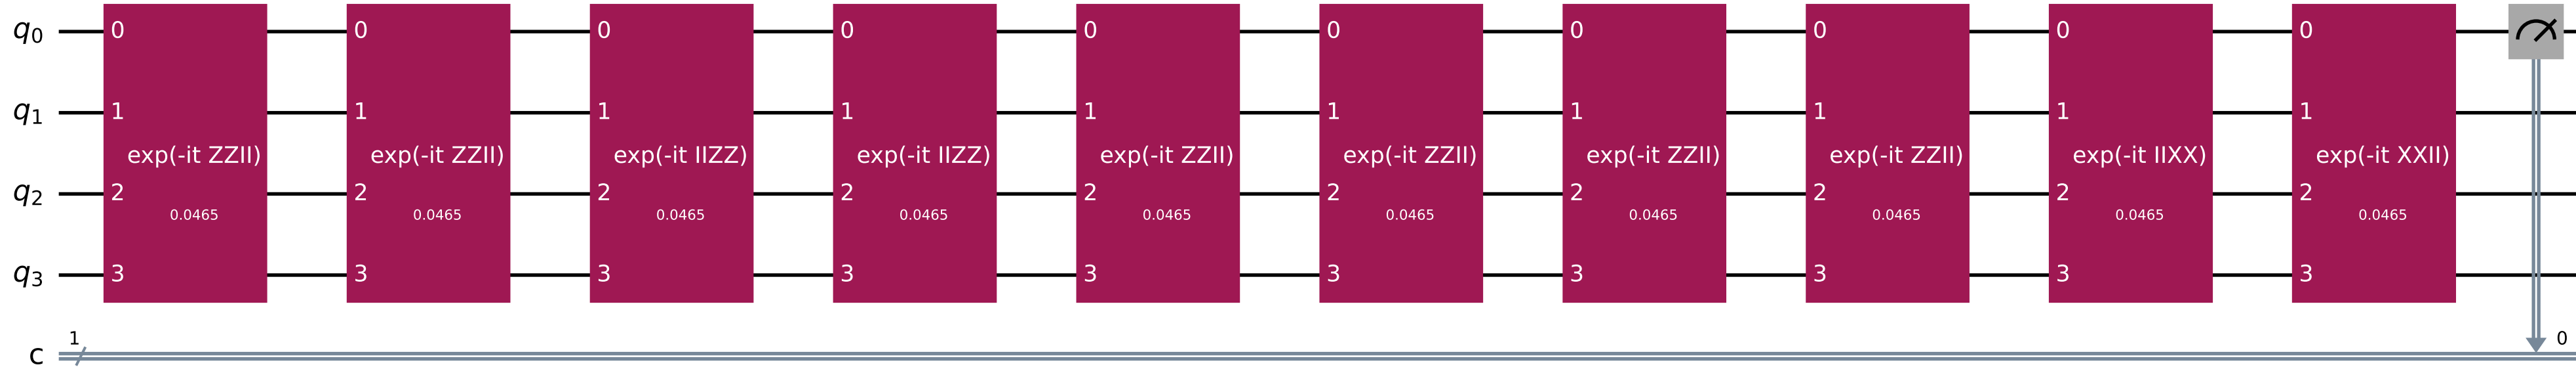 q0 0 0 0 0 0 0 0 0 0 0
q1 1 1 1 1 1 1 1 1 1 1
exp(-it ZZII) exp(-it ZZII) exp(-it IIZZ) exp(-it IIZZ) exp(-it ZZII) exp(-it ZZII) exp(-it ZZII) exp(-it ZZII) exp(-it IIXX) exp(-it XXII)
q2 2 2 2 2 2 2 2 2 2 2
0.0465 0.0465 0.0465 0.0465 0.0465 0.0465 0.0465 0.0465 0.0465 0.0465
q3 3 3 3 3 3 3 3 3 3 3
1 0
c